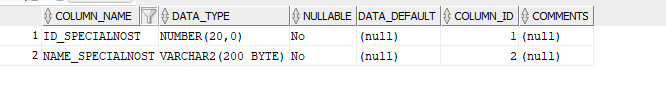 COLUMN_NAME DATA_TYPE NULLABLE DATA_DEFAULT COLUMN_ID COMMENTS
1 ID_SPECIALNOST NUMBER(20,0) No (null) 1 (null)
2 NAME_SPECIALNOST VARCHAR2(200 BYTE) No (null) 2 (null)